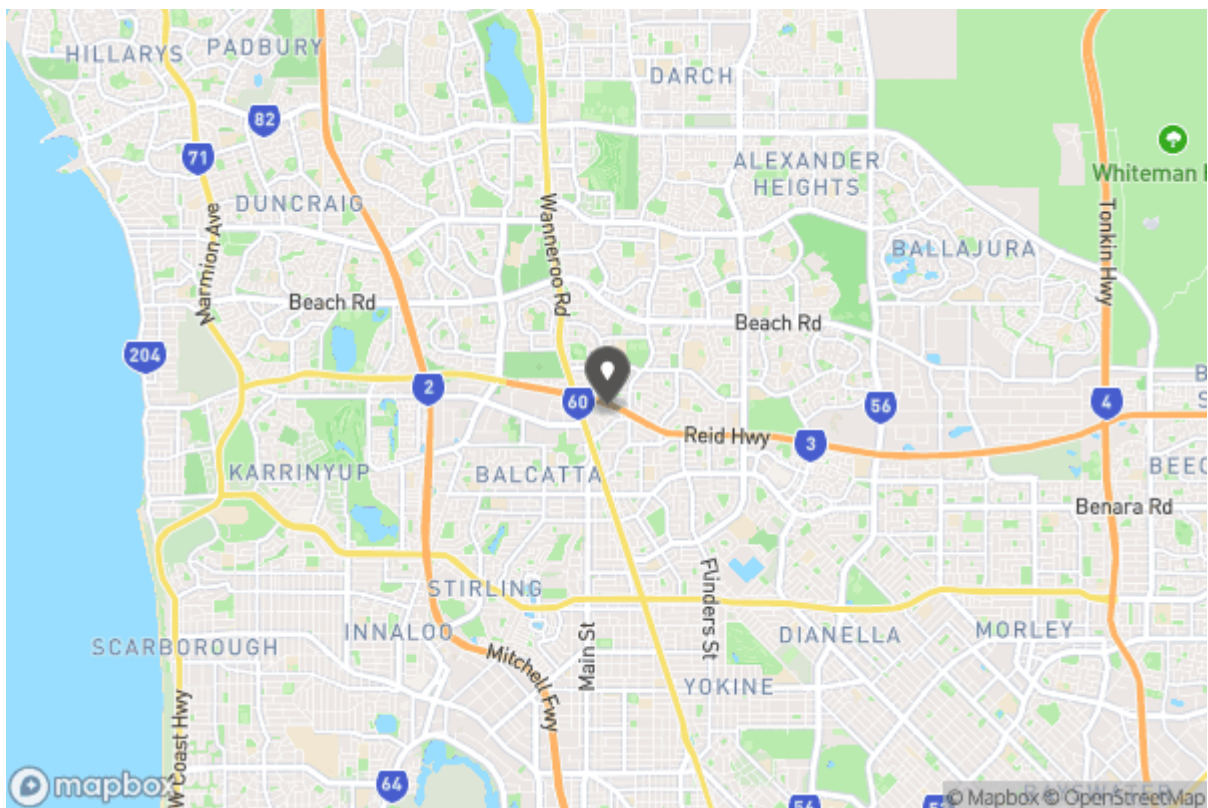 PADBURY
HILLARYS
DARCH
82
71
ALEXANDER
HEIGHTS
Whiteman
DUNCRAIG
Marmion Ave
Wanneroo Rd
Tonkin Hwy
BALLAJURA
Beach Rd
Beach Rd
204
2
60
56
4
Reid Hwy
3
KARRINYUP
BALCATTA
Benara Rd
STIRLING
Flinders St
INNALOO
SCARBOROUGH
Main St
DIANELLA
MORLEY
Mitchell Fwy
YOKINE
W Coast Hwy
64
mapbox
56
© Mapbox © OpenStreetMap